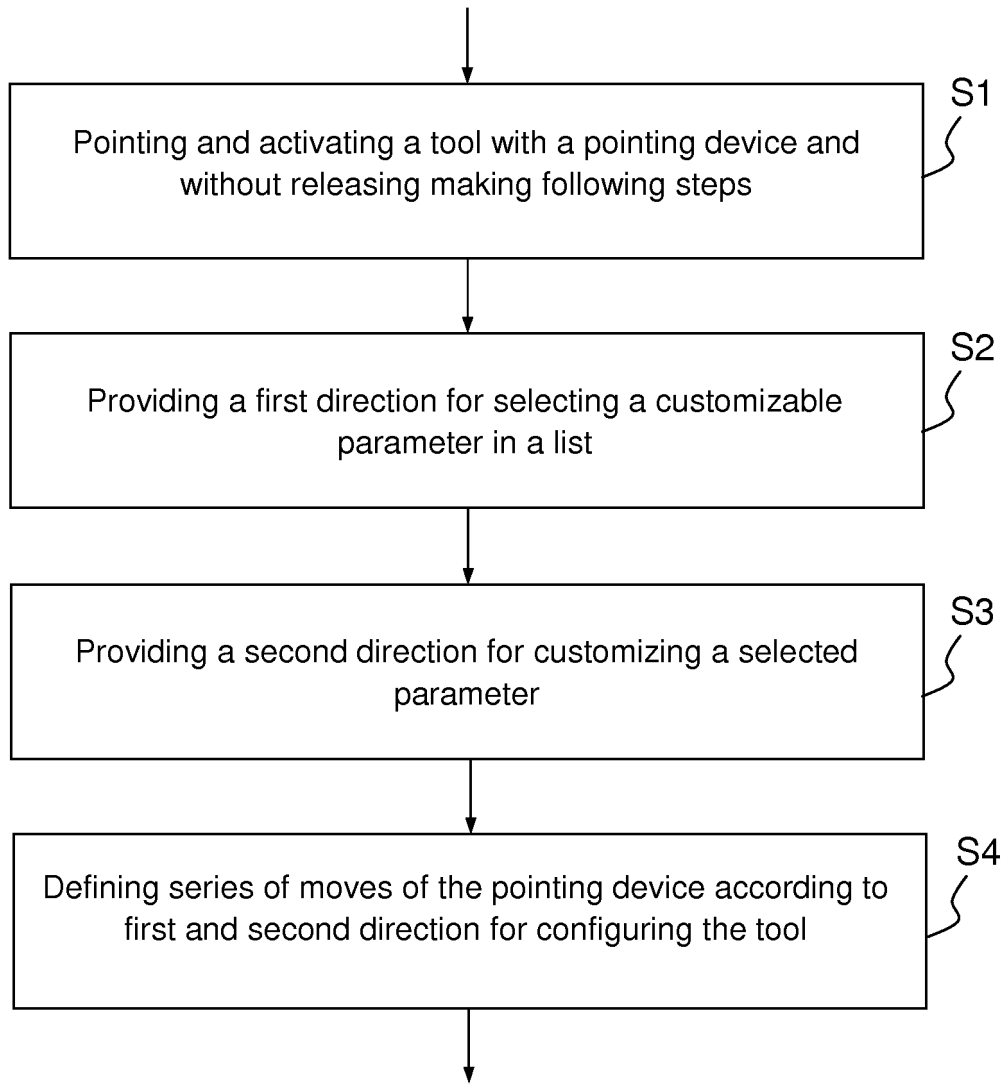 S1
Pointing and activating a tool with a pointing device and
without releasing making following steps
S2
Providing a first direction for selecting a customizable
parameter in a list
S3
Providing a second direction for customizing a selected
parameter
S4
Defining series of moves of the pointing device according to
first and second direction for configuring the tool